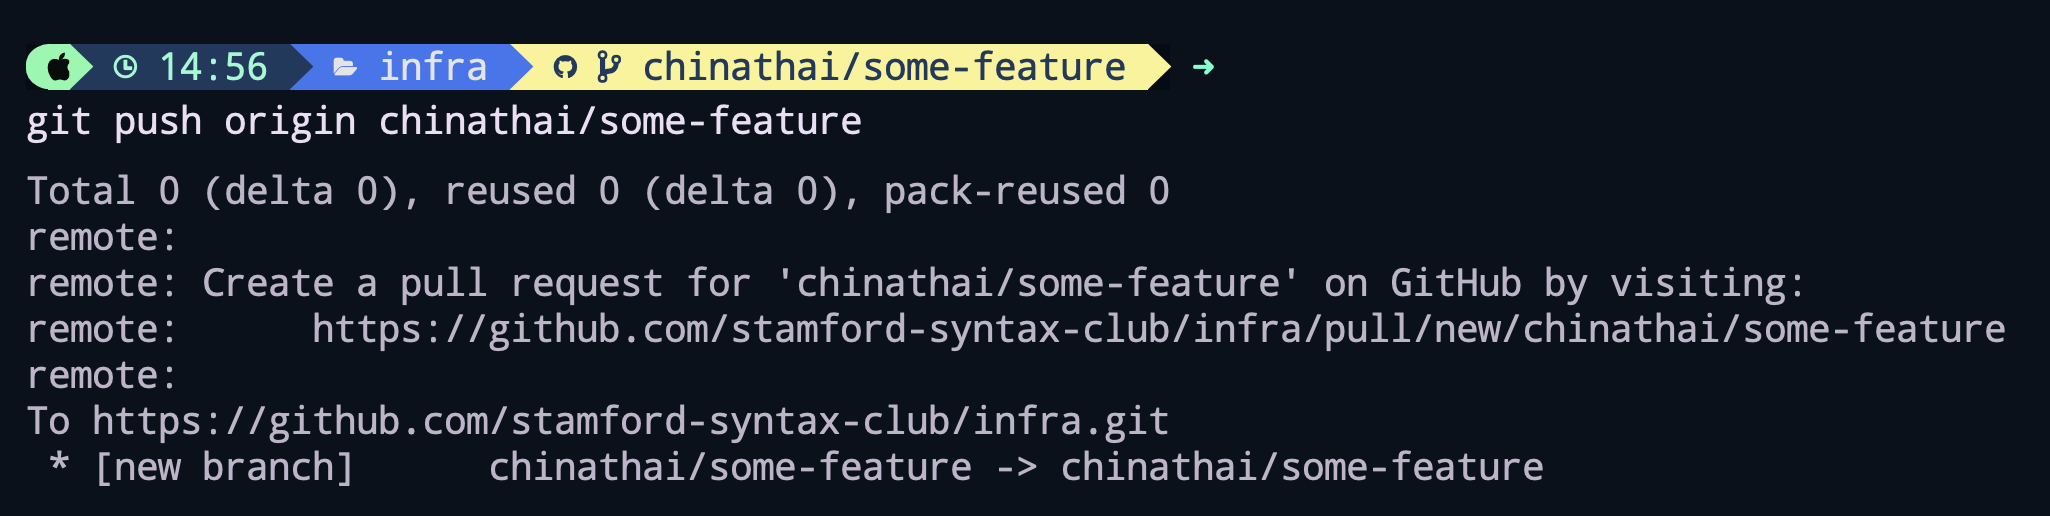 14:56 infra chinathai/some-feature ➜
git push origin chinathai/some-feature
Total 0 (delta 0), reused 0 (delta 0), pack-reused 0
remote:
remote: Create a pull request for 'chinathai/some-feature' on GitHub by visiting:
remote:      https://github.com/stamford-syntax-club/infra/pull/new/chinathai/some-feature
remote:
To https://github.com/stamford-syntax-club/infra.git
 * [new branch]      chinathai/some-feature -> chinathai/some-feature